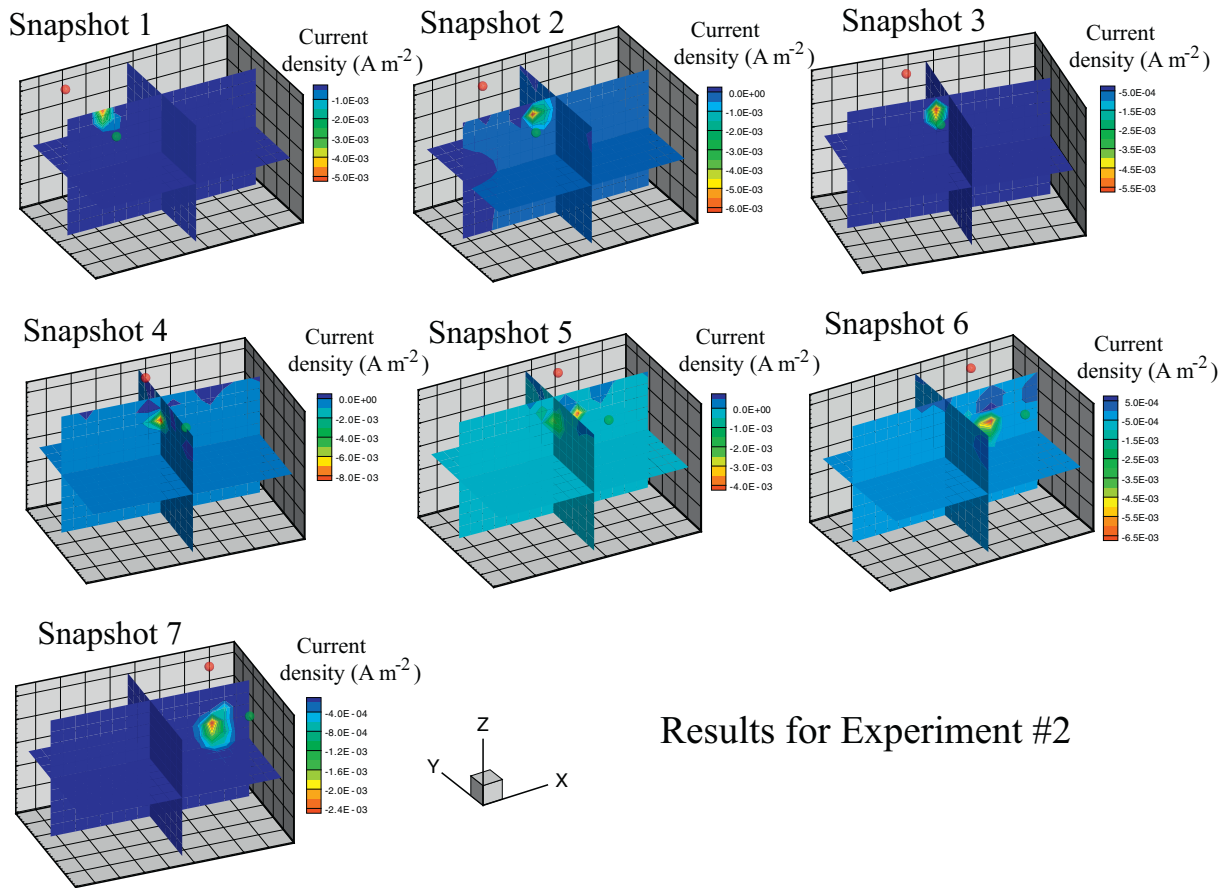 Snapshot 1
Current
density (A m-2)
-1.0E-03
-2.0E-03
-3.0E-03
-4.0E-03
-5.0E-03
Snapshot 2
Current
density (A m-2)
0.0E+00
-1.0E-03
-2.0E-03
-3.0E-03
-4.0E-03
-5.0E-03
-6.0E-03
Snapshot 3
Current
density (A m-2)
-5.0E-04
-1.5E-03
-2.5E-03
-3.5E-03
-4.5E-03
-5.5E-03
Snapshot 4
Current
density (A m-2)
0.0E+00
-2.0E-03
-4.0E-03
-6.0E-03
-8.0E-03
Snapshot 5
Current
density (A m-2)
0.0E+00
-1.0E-03
-2.0E-03
-3.0E-03
-4.0E-03
Snapshot 6
Current
density (A m-2)
5.0E-04
-5.0E-04
-1.5E-03
-2.5E-03
-3.5E-03
-4.5E-03
-5.5E-03
-6.5E-03
Snapshot 7
Current
density (A m-2)
-4.0E-04
-8.0E-04
-1.2E-03
-1.6E-03
-2.0E-03
-2.4E-03
Z
Y
X
Results for Experiment #2